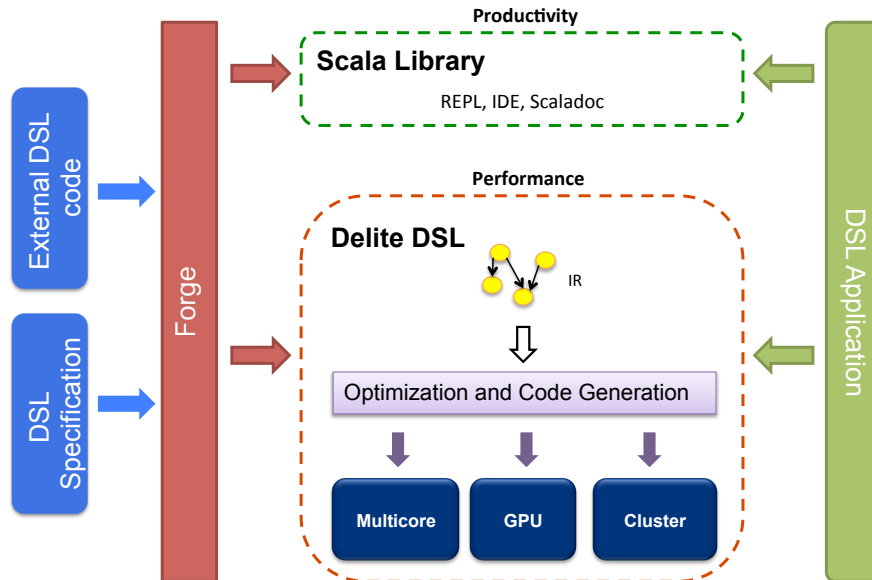 Productivity
Scala Library
REPL, IDE, Scaladoc
External DSL
code
DSL
Specification
Forge
Performance
Delite DSL
IR
Optimization and Code Generation
Multicore
GPU
Cluster
DSL Application